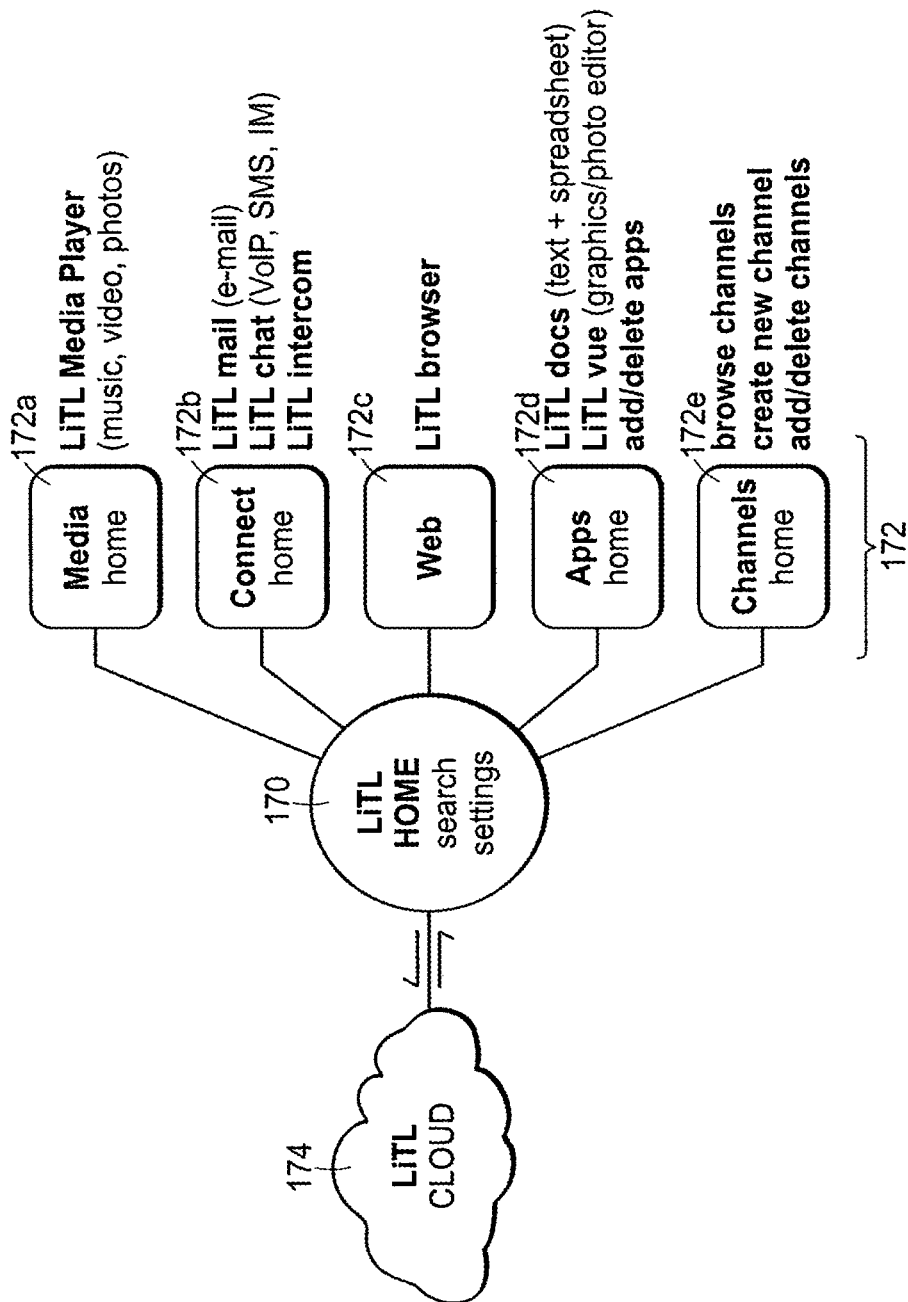 174
LiTL
CLOUD
170
LiTL
HOME
search
settings
172a
Media
home
LiTL Media Player
(music, video, photos)
172b
Connect
home
LiTL mail (e-mail)
LiTL chat (VoIP, SMS, IM)
LiTL intercom
172c
Web
LiTL browser
172d
Apps
home
LiTL docs (text + spreadsheet)
LiTL vue (graphics/photo editor)
add/delete apps
172e
Channels
home
browse channels
create new channel
add/delete channels
172